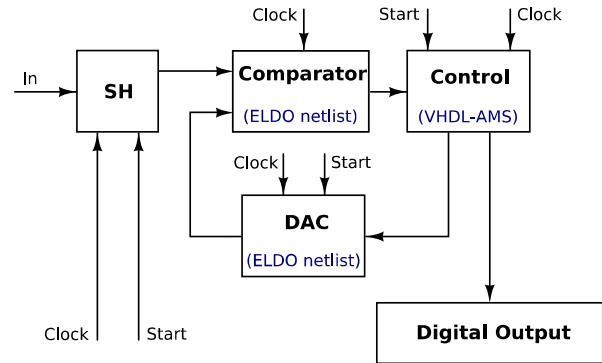 Clock
Start
Clock
In
SH
Comparator
(ELDO netlist)
Control
(VHDL-AMS)
Clock
Start
DAC
(ELDO netlist)
Clock
Start
Digital Output